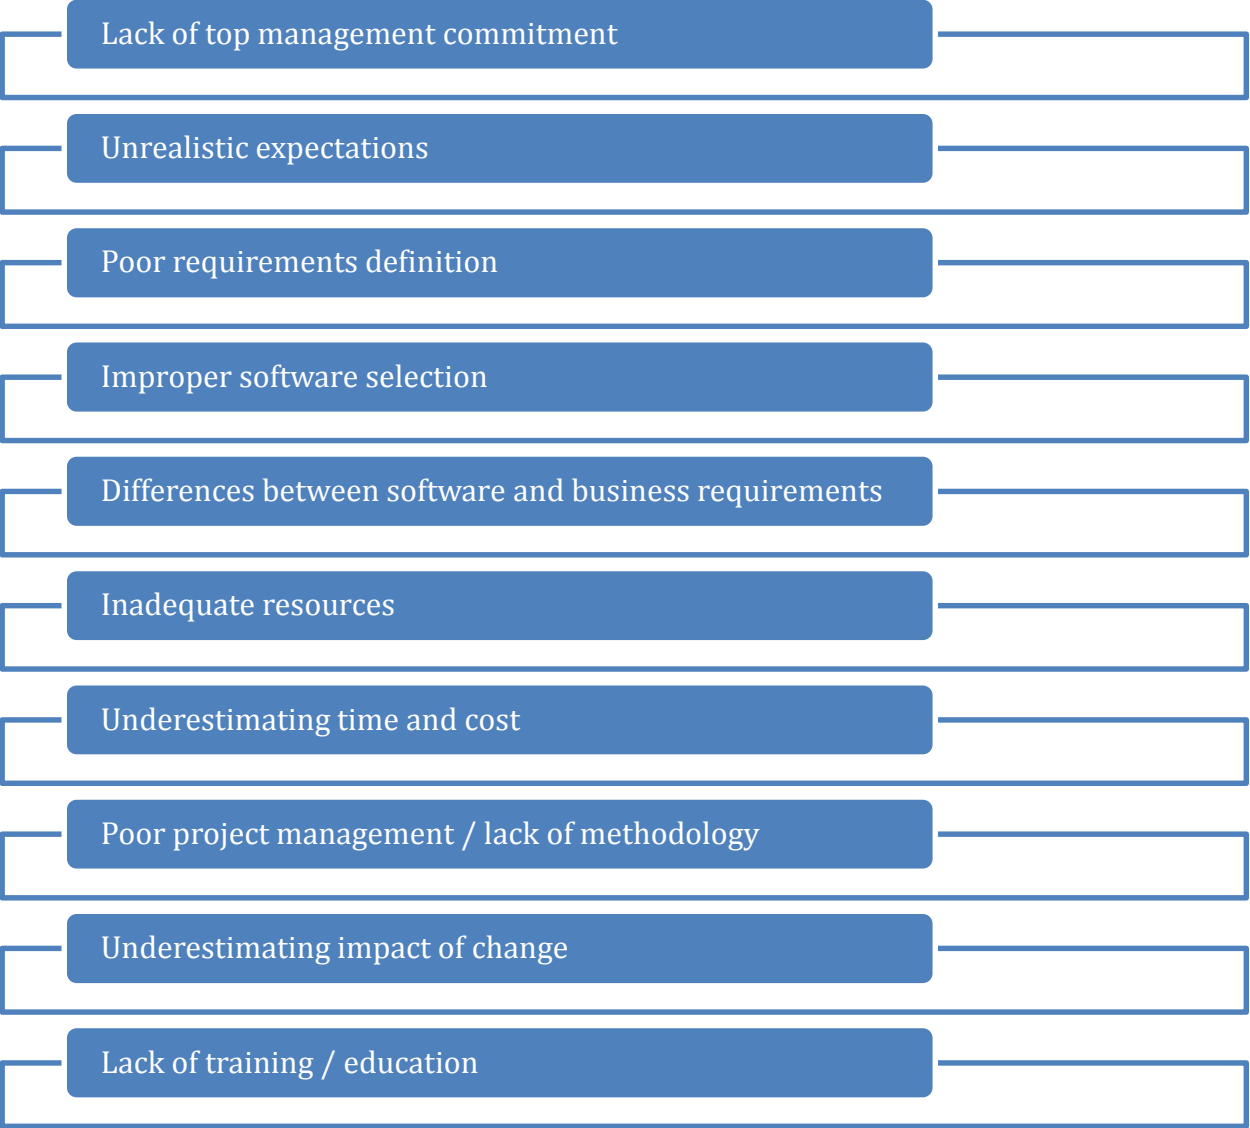 Lack of top management commitment
Unrealistic expectations
Poor requirements definition
Improper software selection
Differences between software and business requirements
Inadequate resources
Underestimating time and cost
Poor project management / lack of methodology
Underestimating impact of change
Lack of training / education